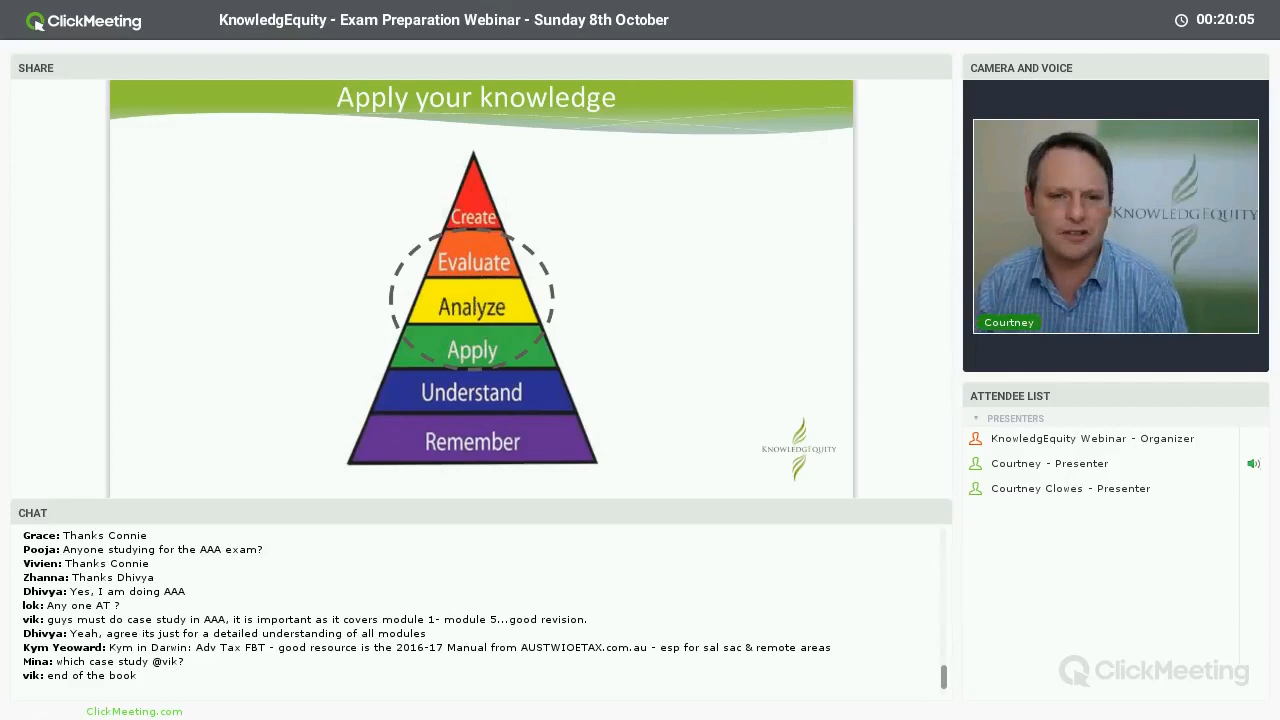 ClickMeeting
KnowledgEquity - Exam Preparation Webinar - Sunday 8th October
00:20:05
SHARE
Apply your knowledge
Create
Evaluate
Analyze
Apply
Understand
Remember
KNOWLEDGEQUITY
CHAT
Grace: Thanks Connie
Pooja: Anyone studying for the AAA exam?
Vivien: Thanks Connie
Zhanna: Thanks Dhivya
Dhivya: Yes, I am doing AAA
lok: Any one AT ?
vik: guys must do case study in AAA, it is important as it covers module 1- module 5...good revision.
Dhivya: Yeah, agree its just for a detailed understanding of all modules
Kym Yeoward: Kym in Darwin: Adv Tax FBT - good resource is the 2016-17 Manual from AUSTWIOETAX.com.au - esp for sal sac & remote areas
Mina: which case study @vik?
vik: end of the book
ClickMeeting.com
CAMERA AND VOICE
KNOWLEDGEQUITY
Courtney
ATTENDEE LIST
PRESENTERS
KnowledgEquity Webinar - Organizer
Courtney - Presenter
Courtney Clowes - Presenter
ClickMeeting